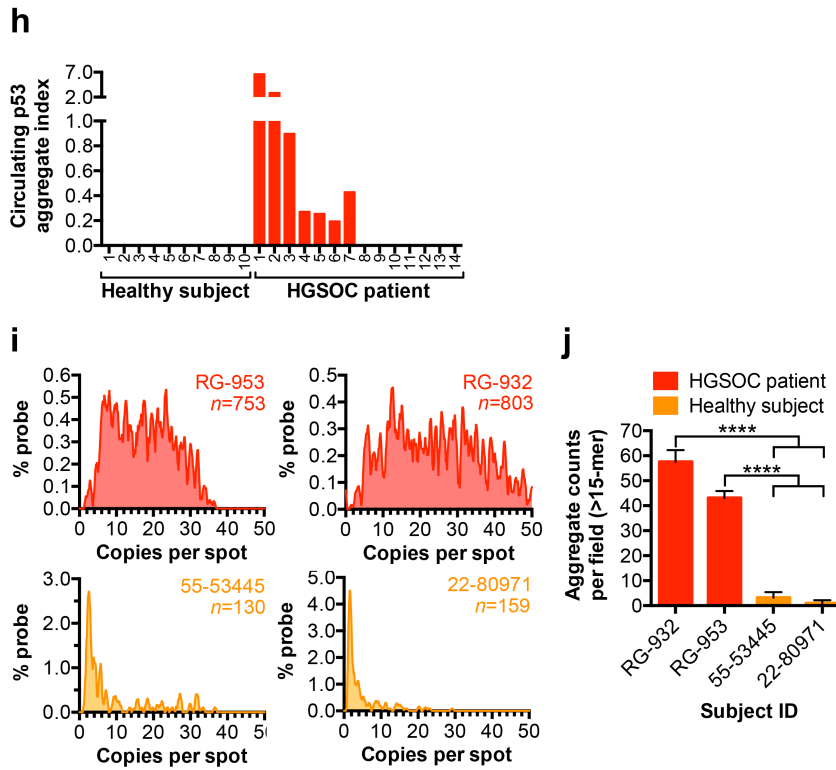 h
Circulating p53
aggregate index
7.0
2.0
1.0
0.8
0.6
0.4
0.2
0.0
1 2 3 4 5 6 7 8 9 10 1 2 3 4 5 6 7 8 9 10 11 12 13 14
Healthy subject HGSOC patient
i
% probe
0.6
0.5
0.4
0.3
0.2
0.1
0.0
RG-953
n=753
0 10 20 30 40 50
Copies per spot
% probe
0.5
0.4
0.3
0.2
0.1
0.0
RG-932
n=803
0 10 20 30 40 50
Copies per spot
% probe
3.0
2.0
1.0
0.0
55-53445
n=130
0 10 20 30 40 50
Copies per spot
% probe
5.0
4.0
3.0
2.0
1.0
0.0
22-80971
n=159
0 10 20 30 40 50
Copies per spot
j
HGSOC patient
Healthy subject
Aggregate counts
per field (>15-mer)
70
60
50
40
30
20
10
0
****
****
RG-932 RG-953 55-53445 22-80971
Subject ID